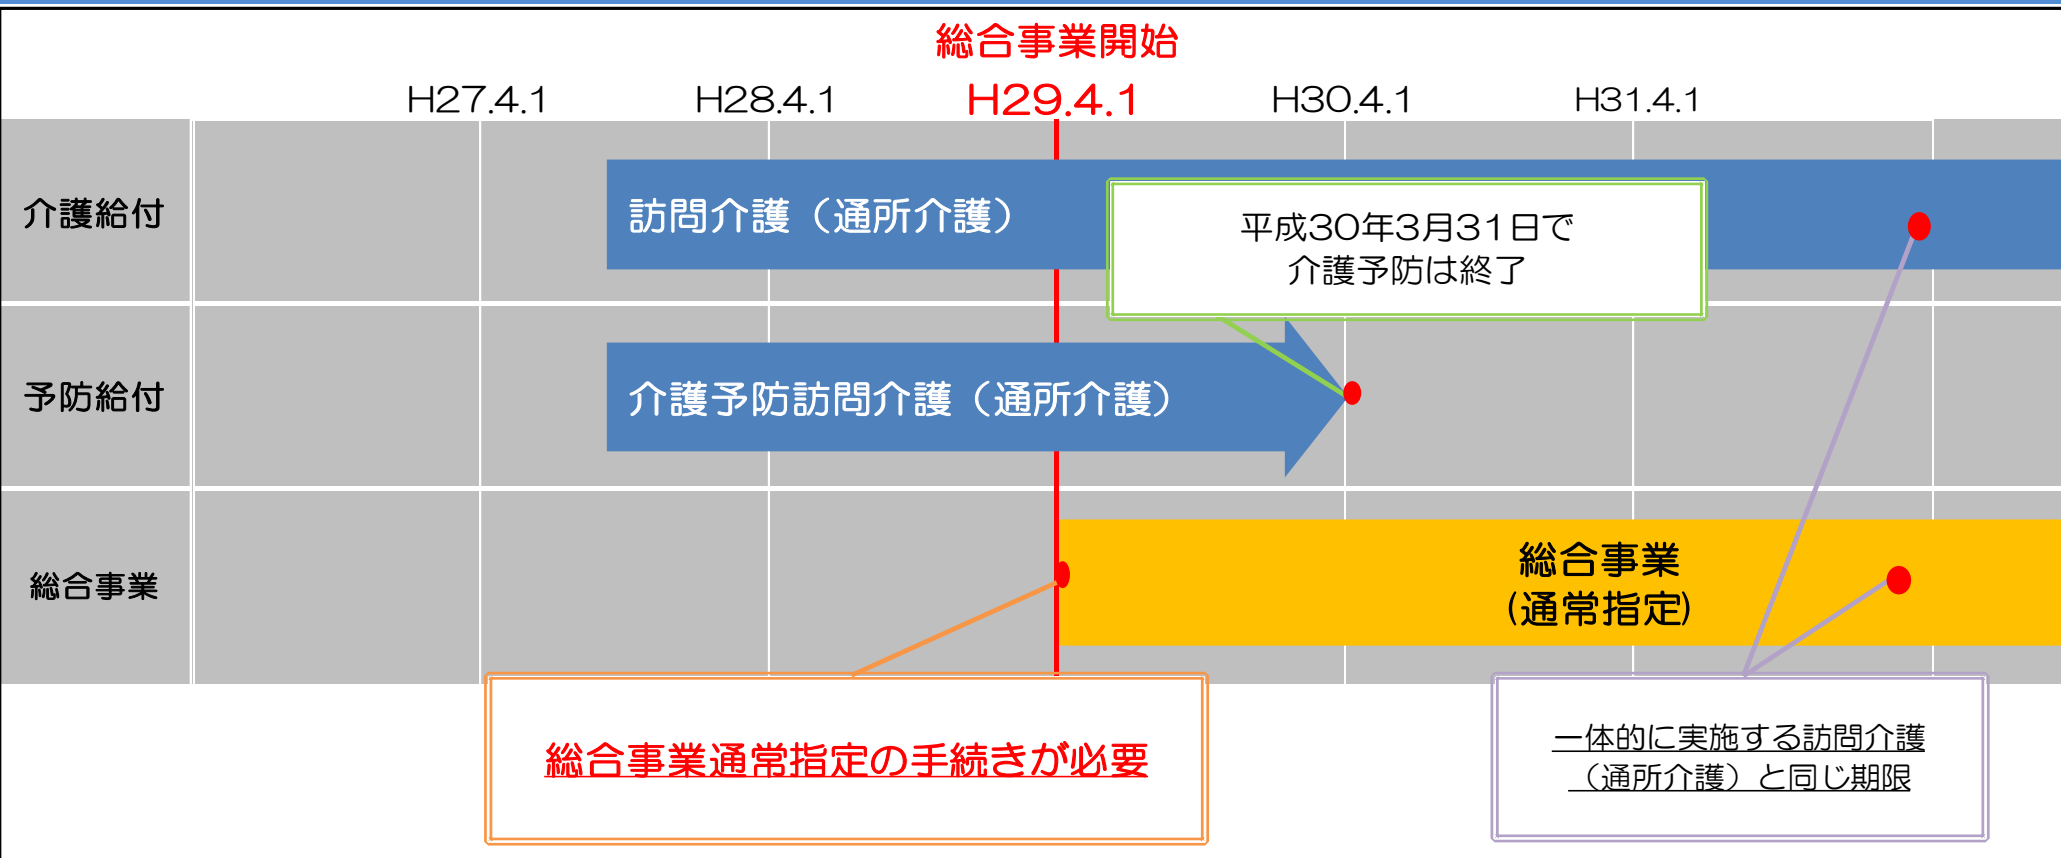 総合事業開始
H27.4.1 H28.4.1 H29.4.1 H30.4.1 H31.4.1
介護給付
訪問介護（通所介護）
平成30年3月31日で
介護予防は終了
予防給付
介護予防訪問介護（通所介護）
総合事業
総合事業
(通常指定)
総合事業通常指定の手続きが必要
一体的に実施する訪問介護
（通所介護）と同じ期限